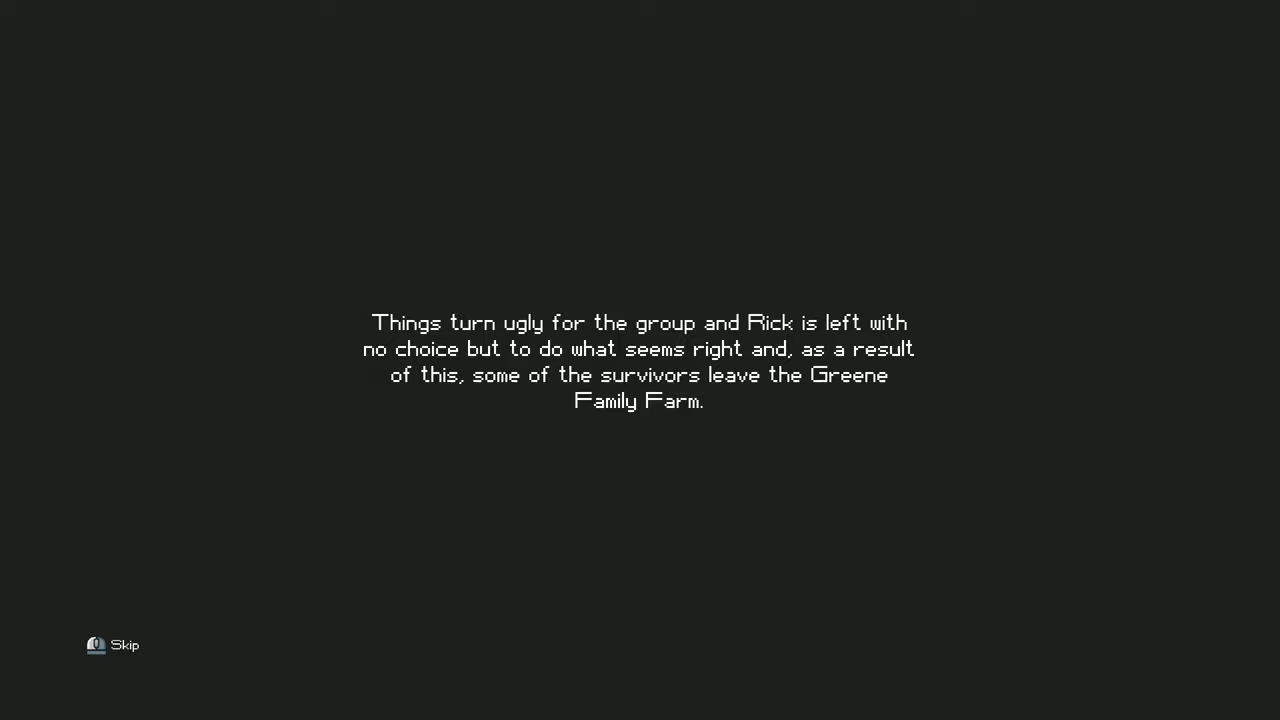 Things turn ugly for the group and Rick is left with
no choice but to do what seems right and, as a result
of this, some of the survivors leave the Greene
Family Farm.
Skip